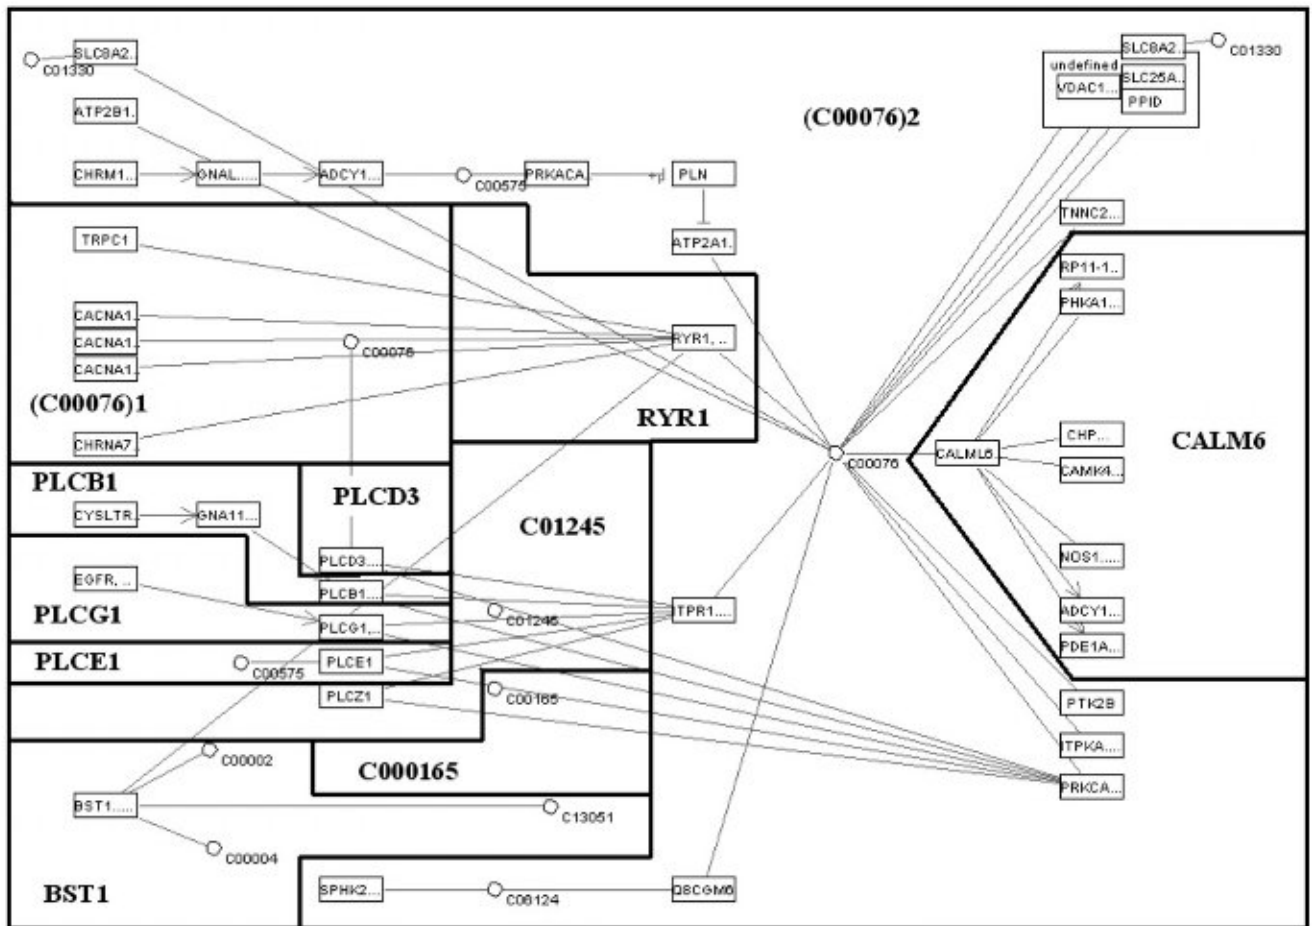 SLC8A2..
C01330
ATP2B1.
CHRM1...
GNAL.....
ADCY1...
C00575
PRKACA.
+p
PLN
ATP2A1.
(C00076)2
SLC8A2..
C01330
undefined
VDAC1...
SLC25A..
PPID
TNNC2...
TRPC1
CACNA1.
CACNA1.
CACNA1.
C00076
(C00076)1
CHRNA7.
RYR1, ..
RYR1
RP11-1..
PHKA1...
C00076
CALML6
CHP...
CAMK4...
CALM6
NOS1.....
ADCY1...
PDE1A...
PLCB1
CYSLTR.
GNA11...
PLCD3
PLCD3....
C01245
EGFR, ...
PLCG1
PLCB1....
PLCG1,..
C01245
ITPR1.....
PLCE1
C00575
PLCE1
PLCZ1
C00165
PTK2B
ITPKA.....
PRKCA...
C00002
C000165
BST1.....
C13051
C00004
BST1
SPHK2...
C06124
Q8CGM6